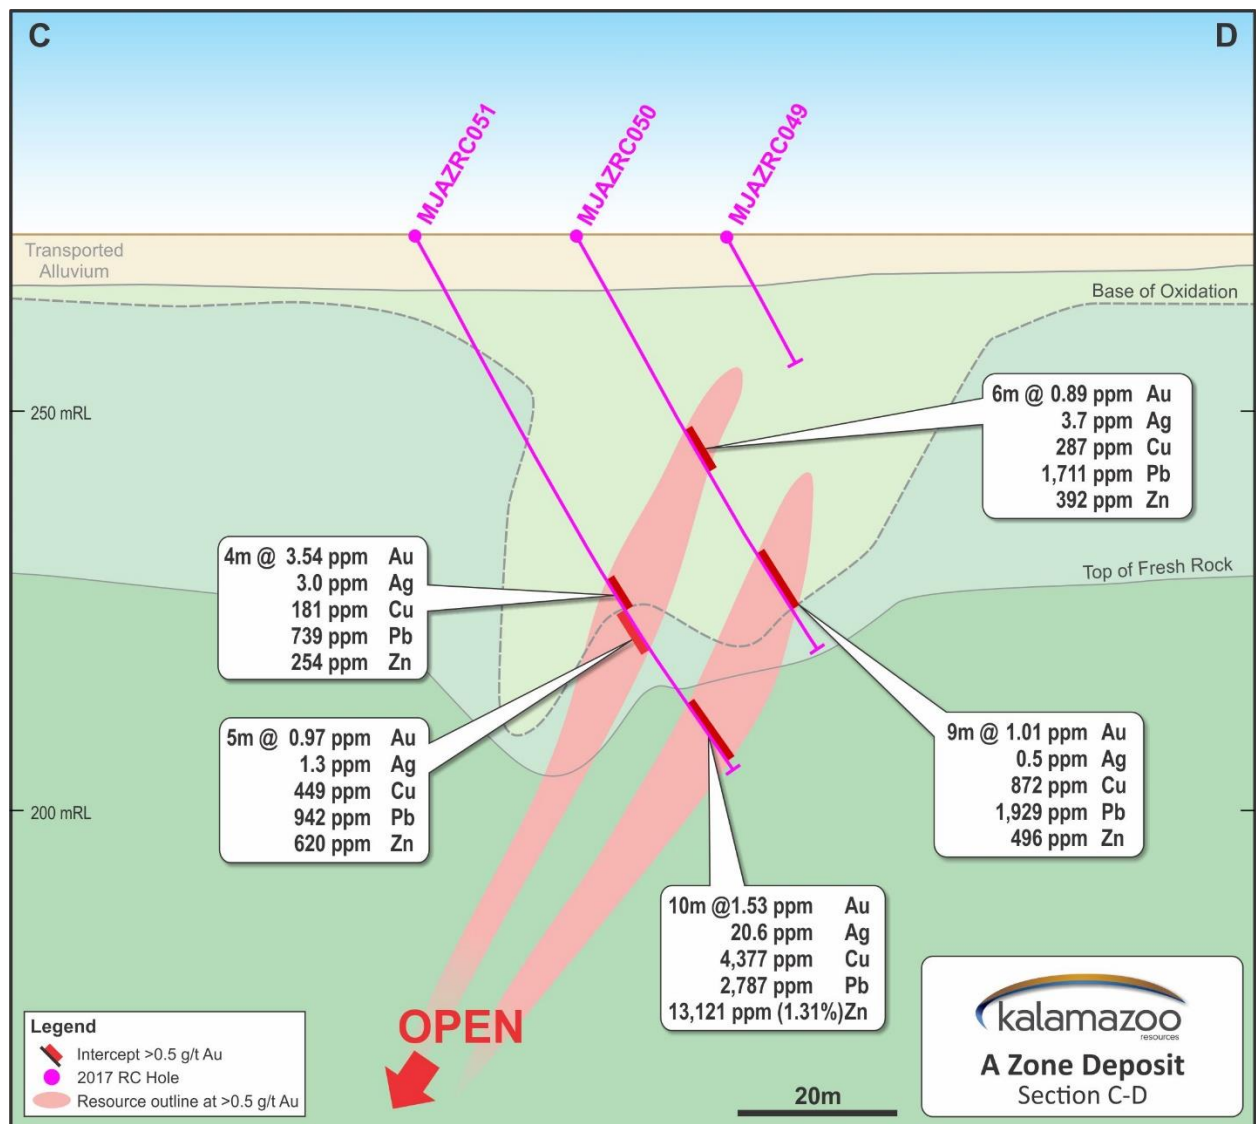 C
D
MJAZRC051
MJAZRC050
MJAZRC049
Transported
Alluvium
Base of Oxidation
250 mRL
6m @ 0.89 ppm Au
3.7 ppm Ag
287 ppm Cu
1,711 ppm Pb
392 ppm Zn
4m @ 3.54 ppm Au
3.0 ppm Ag
181 ppm Cu
739 ppm Pb
254 ppm Zn
Top of Fresh Rock
5m @ 0.97 ppm Au
1.3 ppm Ag
449 ppm Cu
942 ppm Pb
620 ppm Zn
9m @ 1.01 ppm Au
0.5 ppm Ag
872 ppm Cu
1,929 ppm Pb
496 ppm Zn
200 mRL
10m @1.53 ppm Au
20.6 ppm Ag
4,377 ppm Cu
2,787 ppm Pb
13,121 ppm (1.31%)Zn
OPEN
Legend
Intercept >0.5 g/t Au
2017 RC Hole
Resource outline at >0.5 g/t Au
20m
kalamazoo
resources
A Zone Deposit
Section C-D